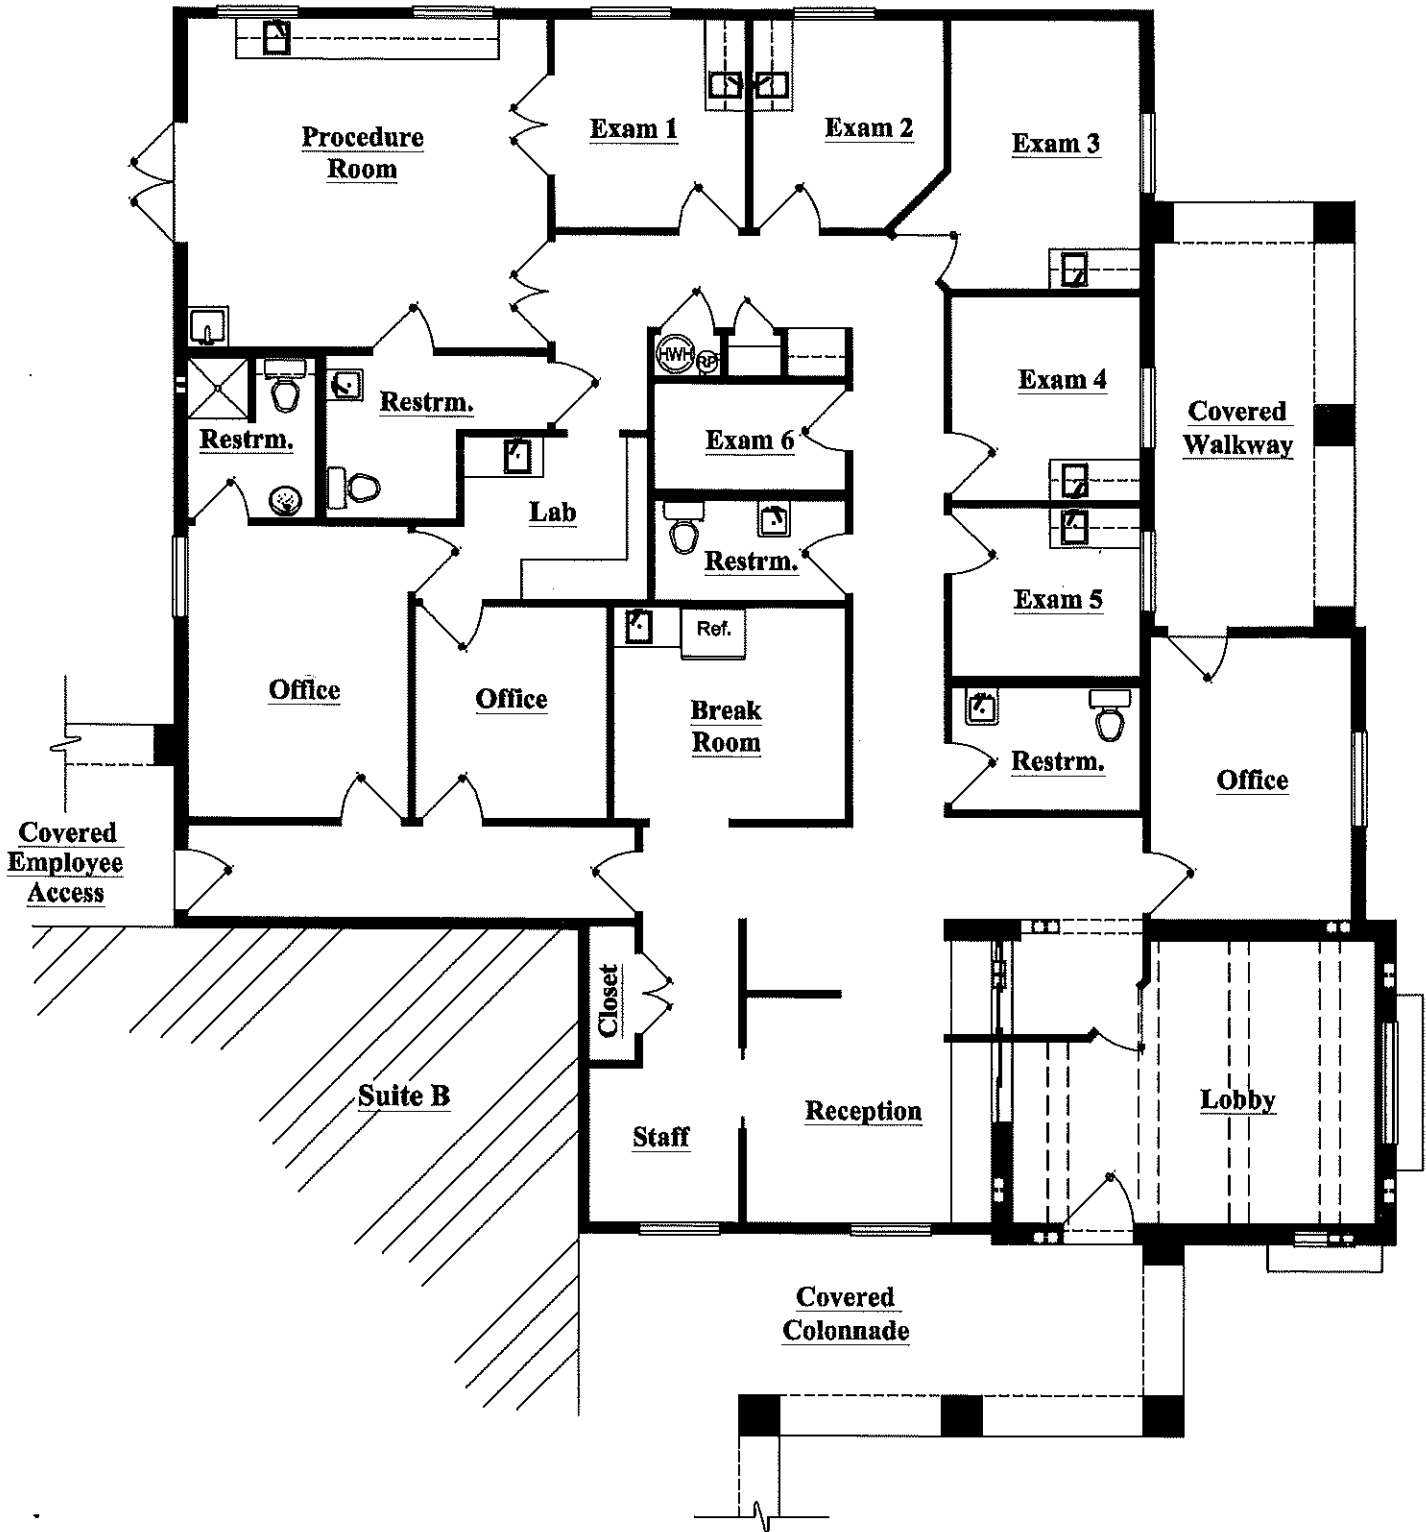 Procedure
Room
Exam 1
Exam 2
Exam 3
HWH
RP
Restrm.
Restrm.
Exam 6
Exam 4
Covered
Walkway
Lab
Restrm.
Exam 5
Ref.
Office
Office
Break
Room
Restrm.
Office
Covered
Employee
Access
Closet
Suite B
Staff
Reception
Lobby
Covered
Colonnade